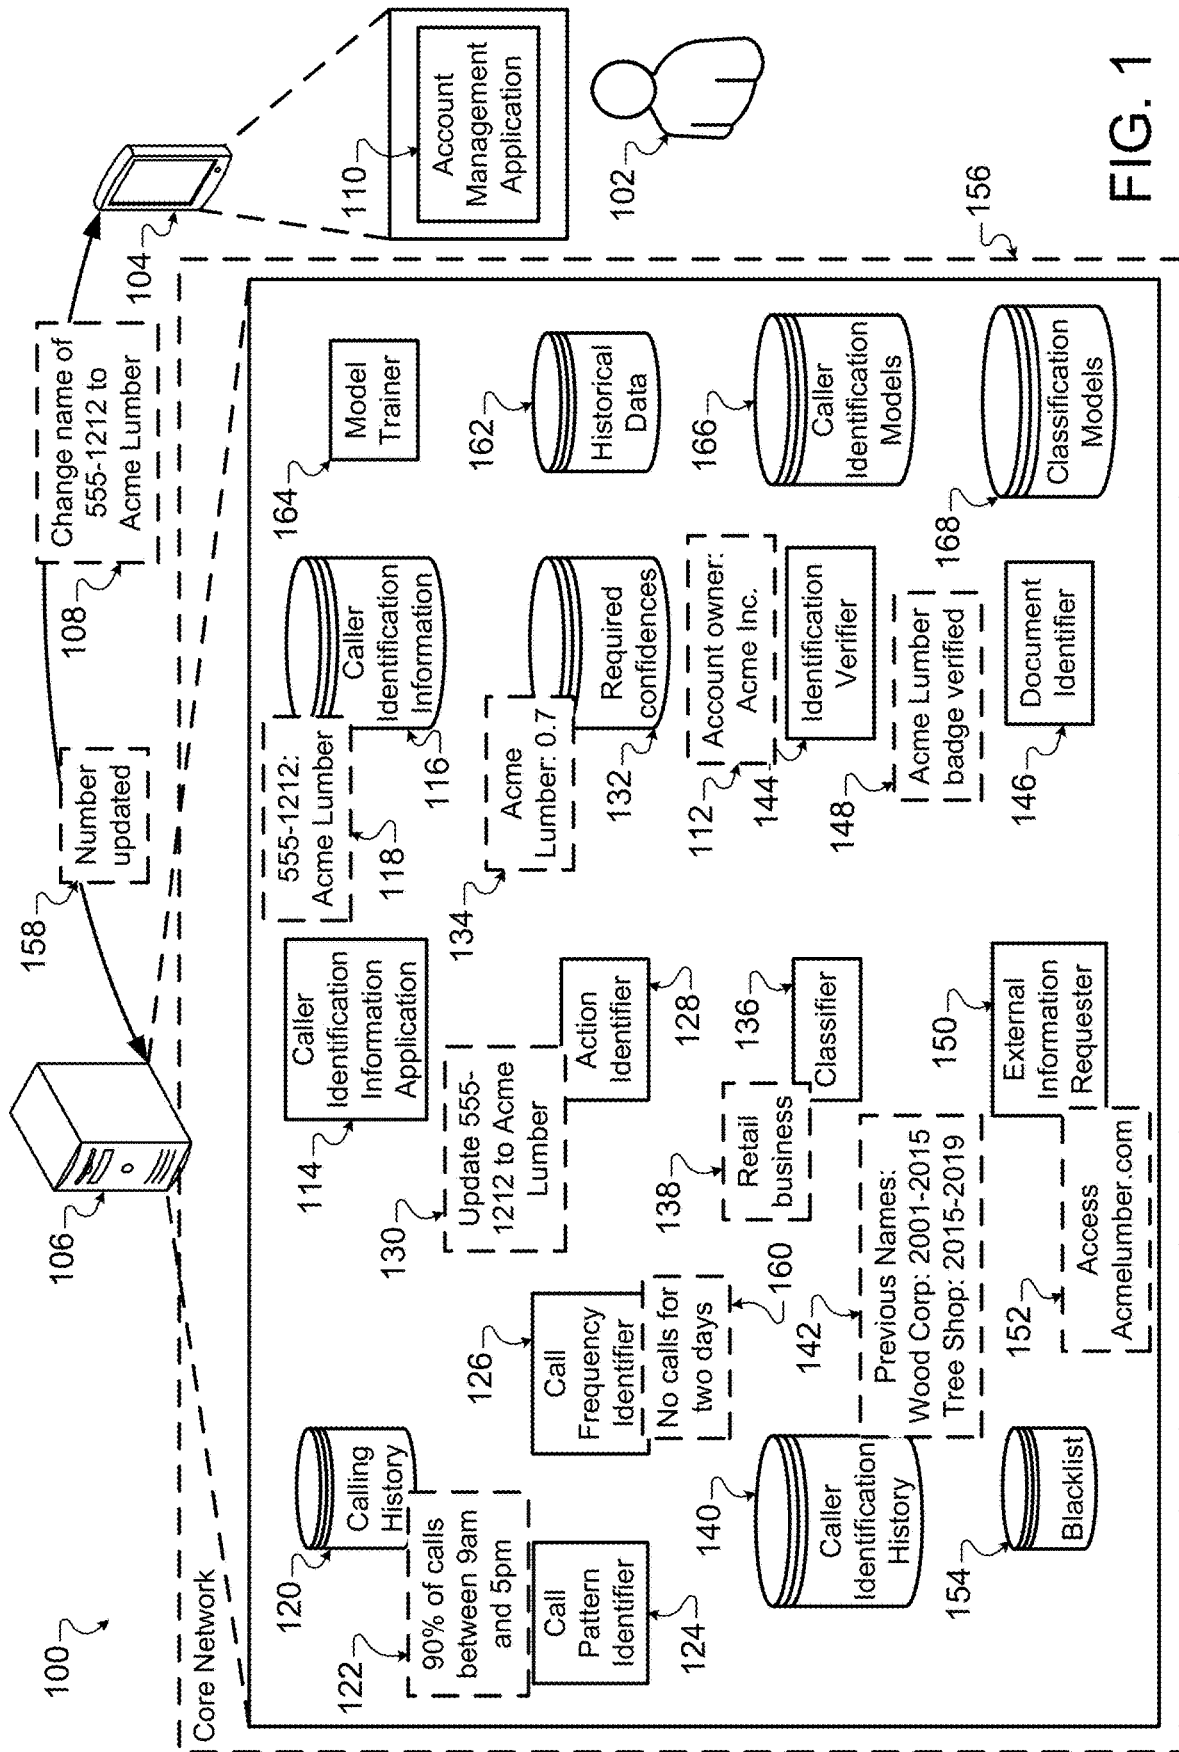 100
106
158
Number
updated
108
Change name of
555-1212 to
Acme Lumber
104
110
Account
Management
Application
102
156
Core Network
120
Calling
History
122
90% of calls
between 9am
and 5pm
Call
Pattern
Identifier
124
126
Call
Frequency
Identifier
No calls for
two days
160
114
Caller
Identification
Information
Application
130
Update 555-
1212 to Acme
Lumber
Action
Identifier
128
555-1212:
Acme Lumber
118
Caller
Identification
Information
116
134
Acme
Lumber: 0.7
Required
confidences
132
164
Model
Trainer
162
Historical
Data
140
Caller
Identification
History
142
Previous Names:
Wood Corp: 2001-2015
Tree Shop: 2015-2019
138
Retail
business
136
Classifier
112
Account owner:
Acme Inc.
144
Identification
Verifier
148
Acme Lumber
badge verified
166
Caller
Identification
Models
154
Blacklist
152
Access
Acmelumber.com
150
External
Information
Requester
146
Document
Identifier
168
Classification
Models
FIG. 1